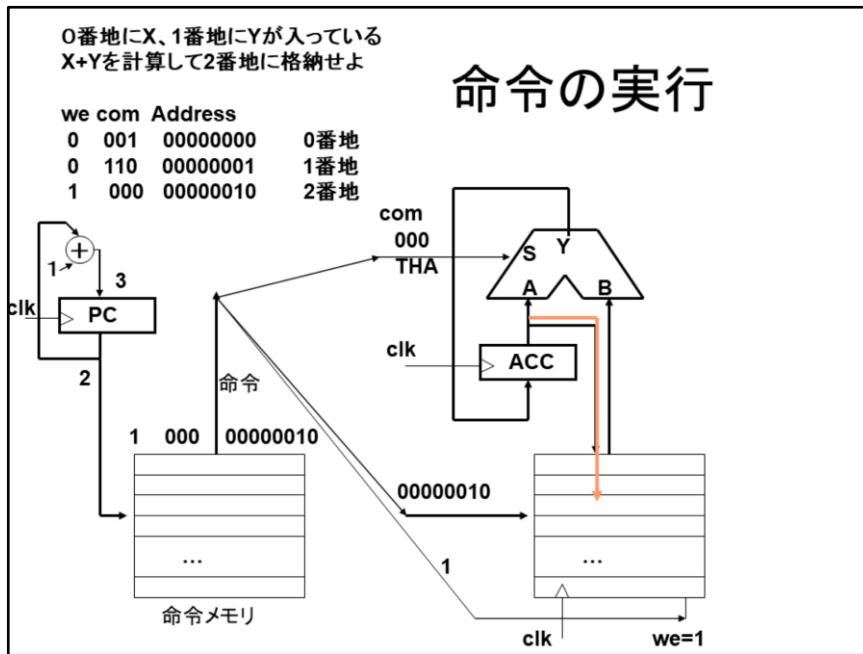 0番地にX、1番地にYが入っている
X+Yを計算して2番地に格納せよ
命令の実行
we com Address
0 001 00000000 0番地
0 110 00000001 1番地
1 000 00000010 2番地
com
000
THA
S Y
A B
+
1
3
clk
PC
2
clk
ACC
命令
1 000 00000010
00000010
...
...
1
命令メモリ
clk
we=1